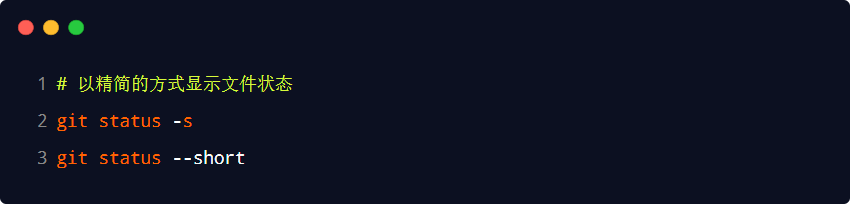 1 # 以精简的方式显示文件状态
2 git status -s
3 git status --short